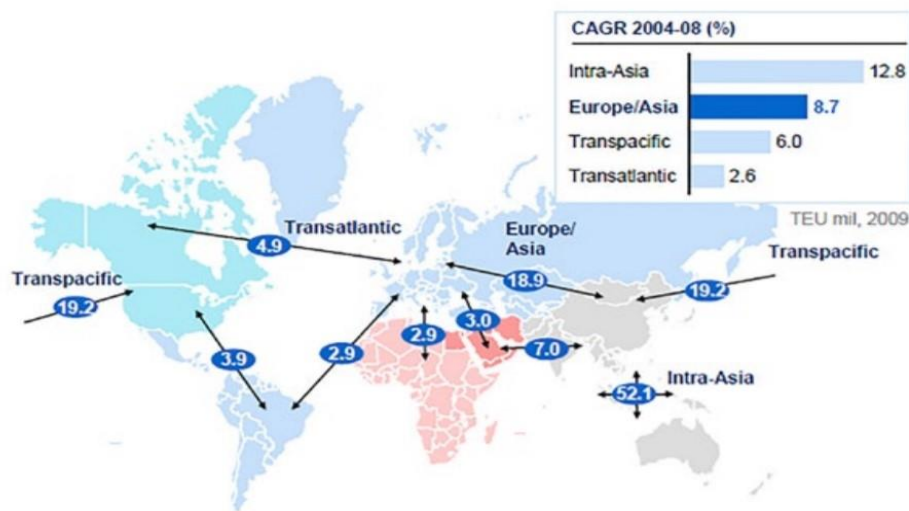 CAGR 2004-08 (%)
Intra-Asia 12.8
Europe/Asia 8.7
Transpacific 6.0
Transatlantic 2.6
TEU mil, 2009
Transatlantic
4.9
Europe/
Asia
18.9
Transpacific
19.2
Transpacific
19.2
3.9
2.9
2.9
3.0
7.0
Intra-Asia
52.1